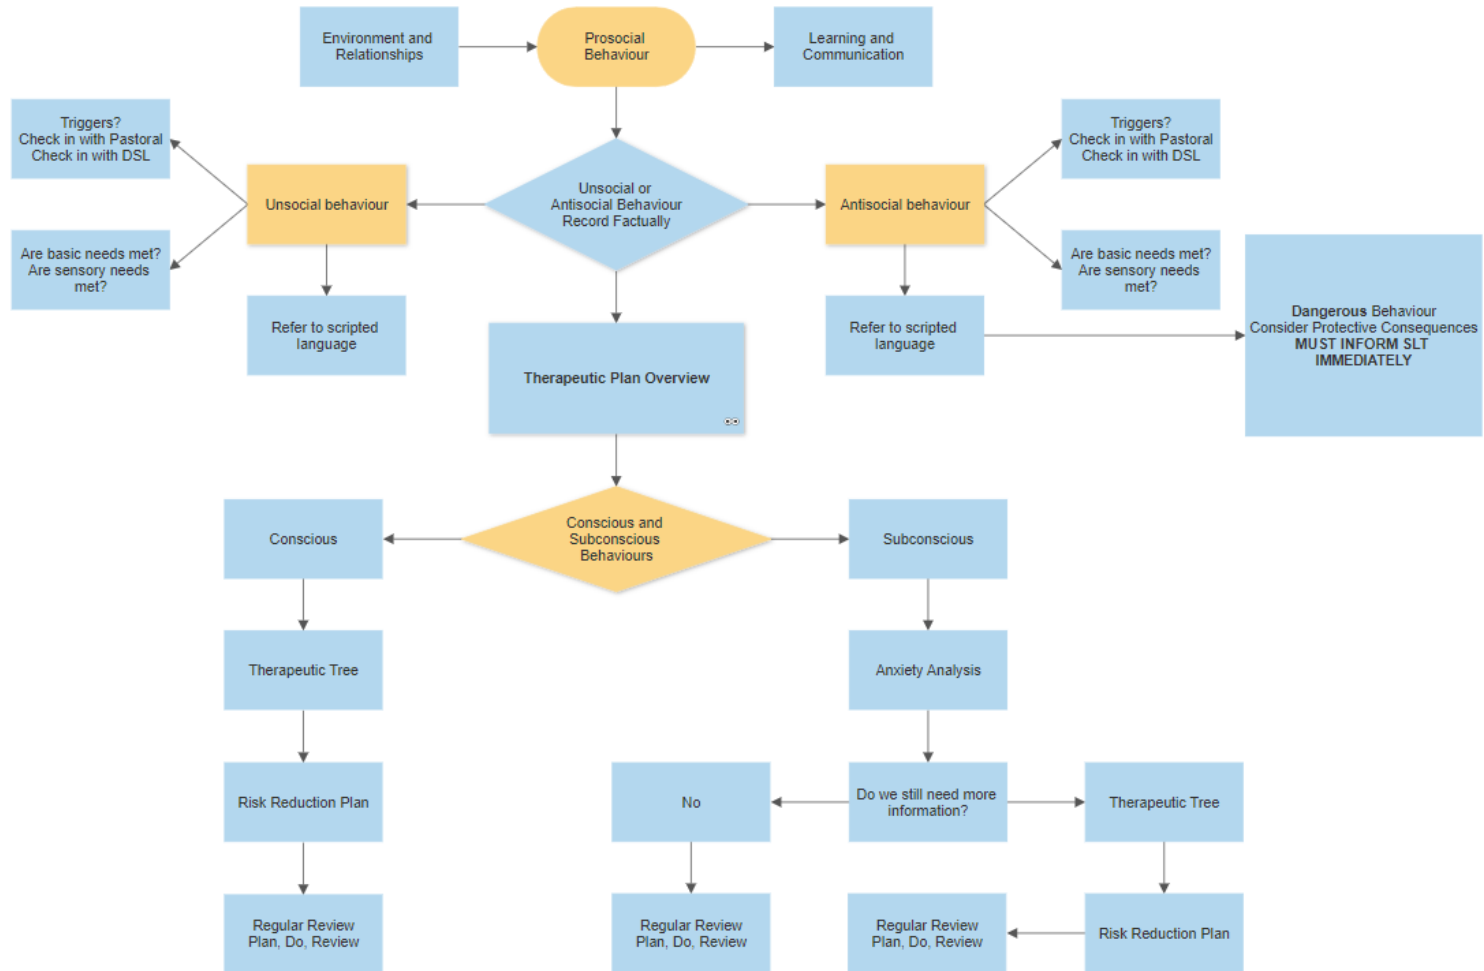 Environment and
Relationships
Prosocial
Behaviour
Learning and
Communication
Triggers?
Check in with Pastoral
Check in with DSL
Triggers?
Check in with Pastoral
Check in with DSL
Unsocial behaviour
Unsocial or
Antisocial Behaviour
Record Factually
Antisocial behaviour
Are basic needs met?
Are sensory needs
met?
Are basic needs met?
Are sensory needs
met?
Refer to scripted
language
Refer to scripted
language
Dangerous Behaviour
Consider Protective Consequences
MUST INFORM SLT
IMMEDIATELY
Therapeutic Plan Overview
Conscious
Conscious and
Subconscious
Behaviours
Subconscious
Therapeutic Tree
Anxiety Analysis
Risk Reduction Plan
No
Do we still need more
information?
Therapeutic Tree
Regular Review
Plan, Do, Review
Regular Review
Plan, Do, Review
Regular Review
Plan, Do, Review
Risk Reduction Plan